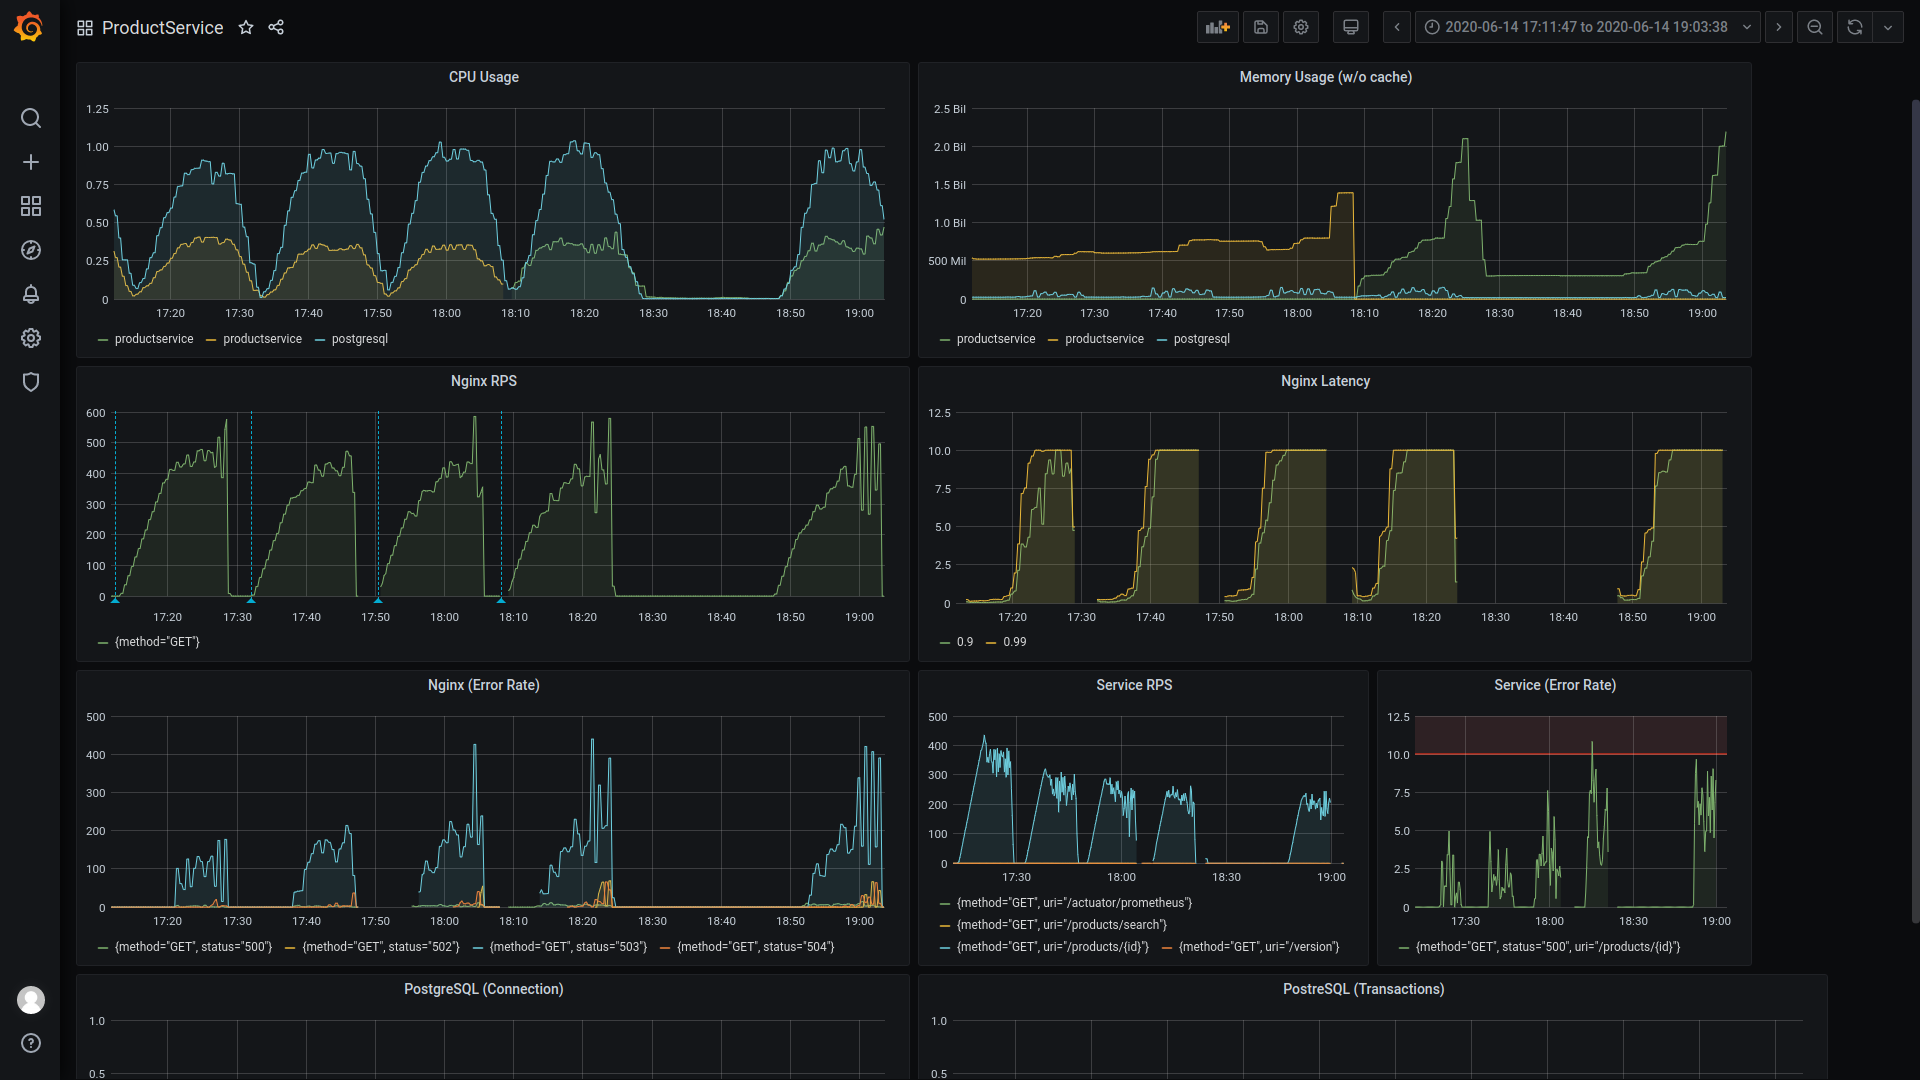 ProductService
2020-06-14 17:11:47 to 2020-06-14 19:03:38
CPU Usage
1.25
1.00
0.75
0.50
0.25
0
17:20 17:30 17:40 17:50 18:00 18:10 18:20 18:30 18:40 18:50 19:00
productservice productservice postgresql
Memory Usage (w/o cache)
2.5 Bil
2.0 Bil
1.5 Bil
1.0 Bil
500 Mil
0
17:20 17:30 17:40 17:50 18:00 18:10 18:20 18:30 18:40 18:50 19:00
productservice productservice postgresql
Nginx RPS
600
500
400
300
200
100
0
17:20 17:30 17:40 17:50 18:00 18:10 18:20 18:30 18:40 18:50 19:00
{method="GET"}
Nginx Latency
12.5
10.0
7.5
5.0
2.5
0
17:20 17:30 17:40 17:50 18:00 18:10 18:20 18:30 18:40 18:50 19:00
0.9 0.99
Nginx (Error Rate)
500
400
300
200
100
0
17:20 17:30 17:40 17:50 18:00 18:10 18:20 18:30 18:40 18:50 19:00
{method="GET", status="500"} {method="GET", status="502"} {method="GET", status="503"} {method="GET", status="504"}
Service RPS
500
400
300
200
100
0
17:30 18:00 18:30 19:00
{method="GET", uri="/actuator/prometheus"}
{method="GET", uri="/products/search"}
{method="GET", uri="/products/{id}"} {method="GET", uri="/version"}
Service (Error Rate)
12.5
10.0
7.5
5.0
2.5
0
17:30 18:00 18:30 19:00
{method="GET", status="500", uri="/products/{id}"}
PostgreSQL (Connection)
1.0
0.5
PostreSQL (Transactions)
1.0
0.5